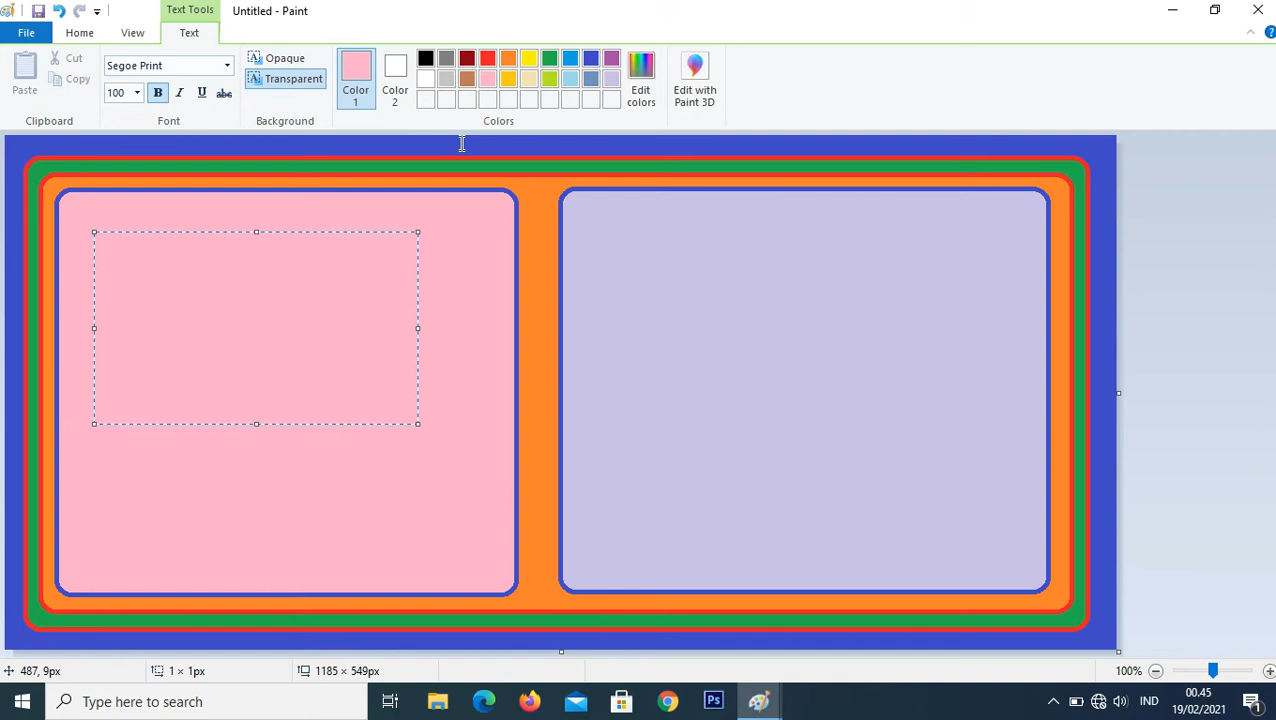 Text Tools
Untitled - Paint
File
Home
View
Text
Paste
Cut
Copy
Clipboard
Segoe Print
100
B
I
U
abc
Font
A Opaque
A Transparent
Background
Color 1
Color 2
Edit colors
Edit with Paint 3D
Colors
487, 9px
1 × 1px
1185 × 549px
100%
Type here to search
Ps
IND
00.45
19/02/2021
1